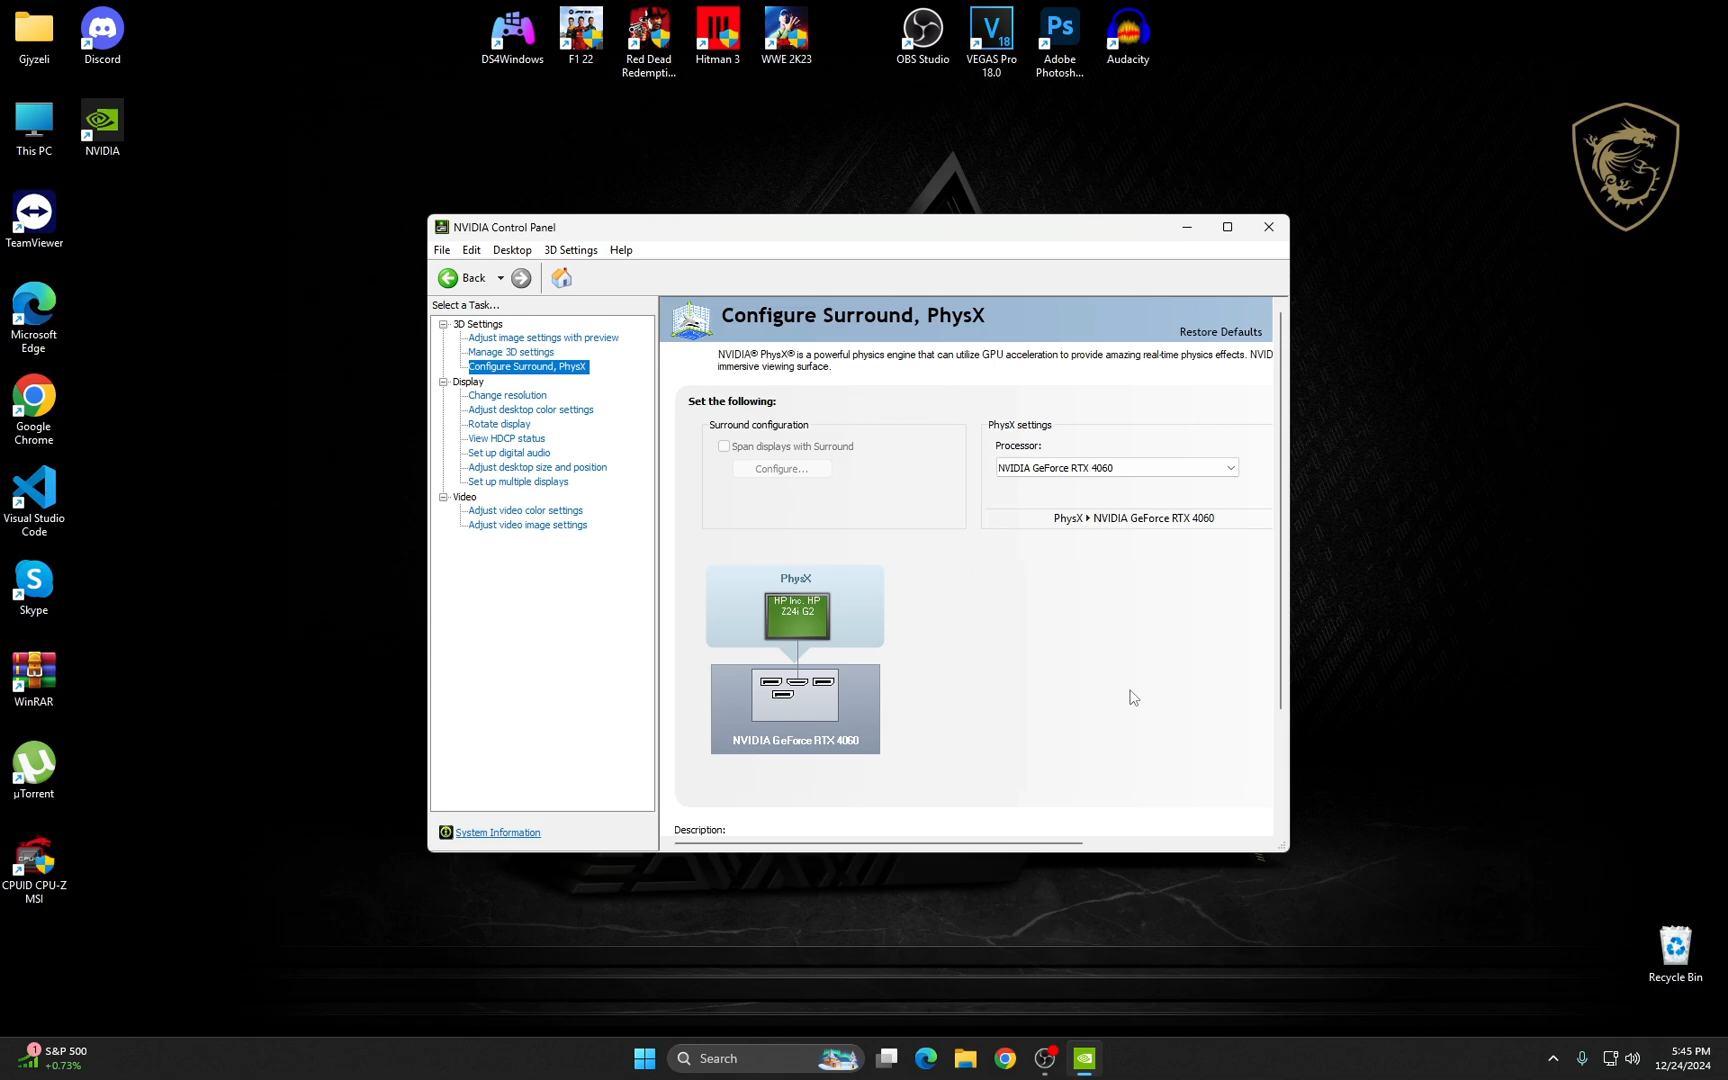 Gjyzeli
Discord
DS4Windows
F1 22
Red Dead
Redempti...
Hitman 3
WWE 2K23
OBS Studio
V
18
VEGAS Pro
18.0
Ps
Adobe
Photosh...
Audacity
This PC
NVIDIA
TeamViewer
Microsoft
Edge
Google
Chrome
Visual Studio
Code
Skype
WinRAR
µTorrent
CPUID CPU-Z
MSI
Recycle Bin
NVIDIA Control Panel
File Edit Desktop 3D Settings Help
Back
Select a Task...
3D Settings
Adjust image settings with preview
Manage 3D settings
Configure Surround, PhysX
Display
Change resolution
Adjust desktop color settings
Rotate display
View HDCP status
Set up digital audio
Adjust desktop size and position
Set up multiple displays
Video
Adjust video color settings
Adjust video image settings
System Information
Configure Surround, PhysX
Restore Defaults
NVIDIA® PhysX® is a powerful physics engine that can utilize GPU acceleration to provide amazing real-time physics effects. NVID
immersive viewing surface.
Set the following:
Surround configuration
Span displays with Surround
Configure...
PhysX settings
Processor:
NVIDIA GeForce RTX 4060
PhysX NVIDIA GeForce RTX 4060
PhysX
HP Inc. HP
Z24i G2
NVIDIA GeForce RTX 4060
Description:
1
S&P 500
+0.73%
Search
5:45 PM
12/24/2024